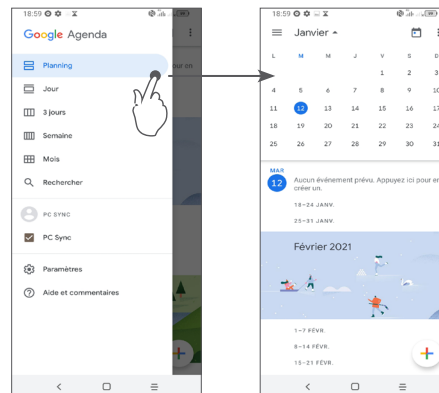 18:59
Google Agenda
Planning
our en
Jour
3 jours
Semaine
Mois
Rechercher
PC SYNC
PC Sync
Paramètres
Aide et commentaires
18:59
Janvier
L M M J V S D
1 2 3
4 5 6 7 8 9 10
11 12 13 14 15 16 17
18 19 20 21 22 23 24
25 26 27 28 29 30 31
MAR
12
Aucun événement prévu. Appuyez ici pour en
créer un.
18–24 JANV.
25–31 JANV.
Février 2021
1–7 FÉVR.
8–14 FÉVR.
15–21 FÉVR.